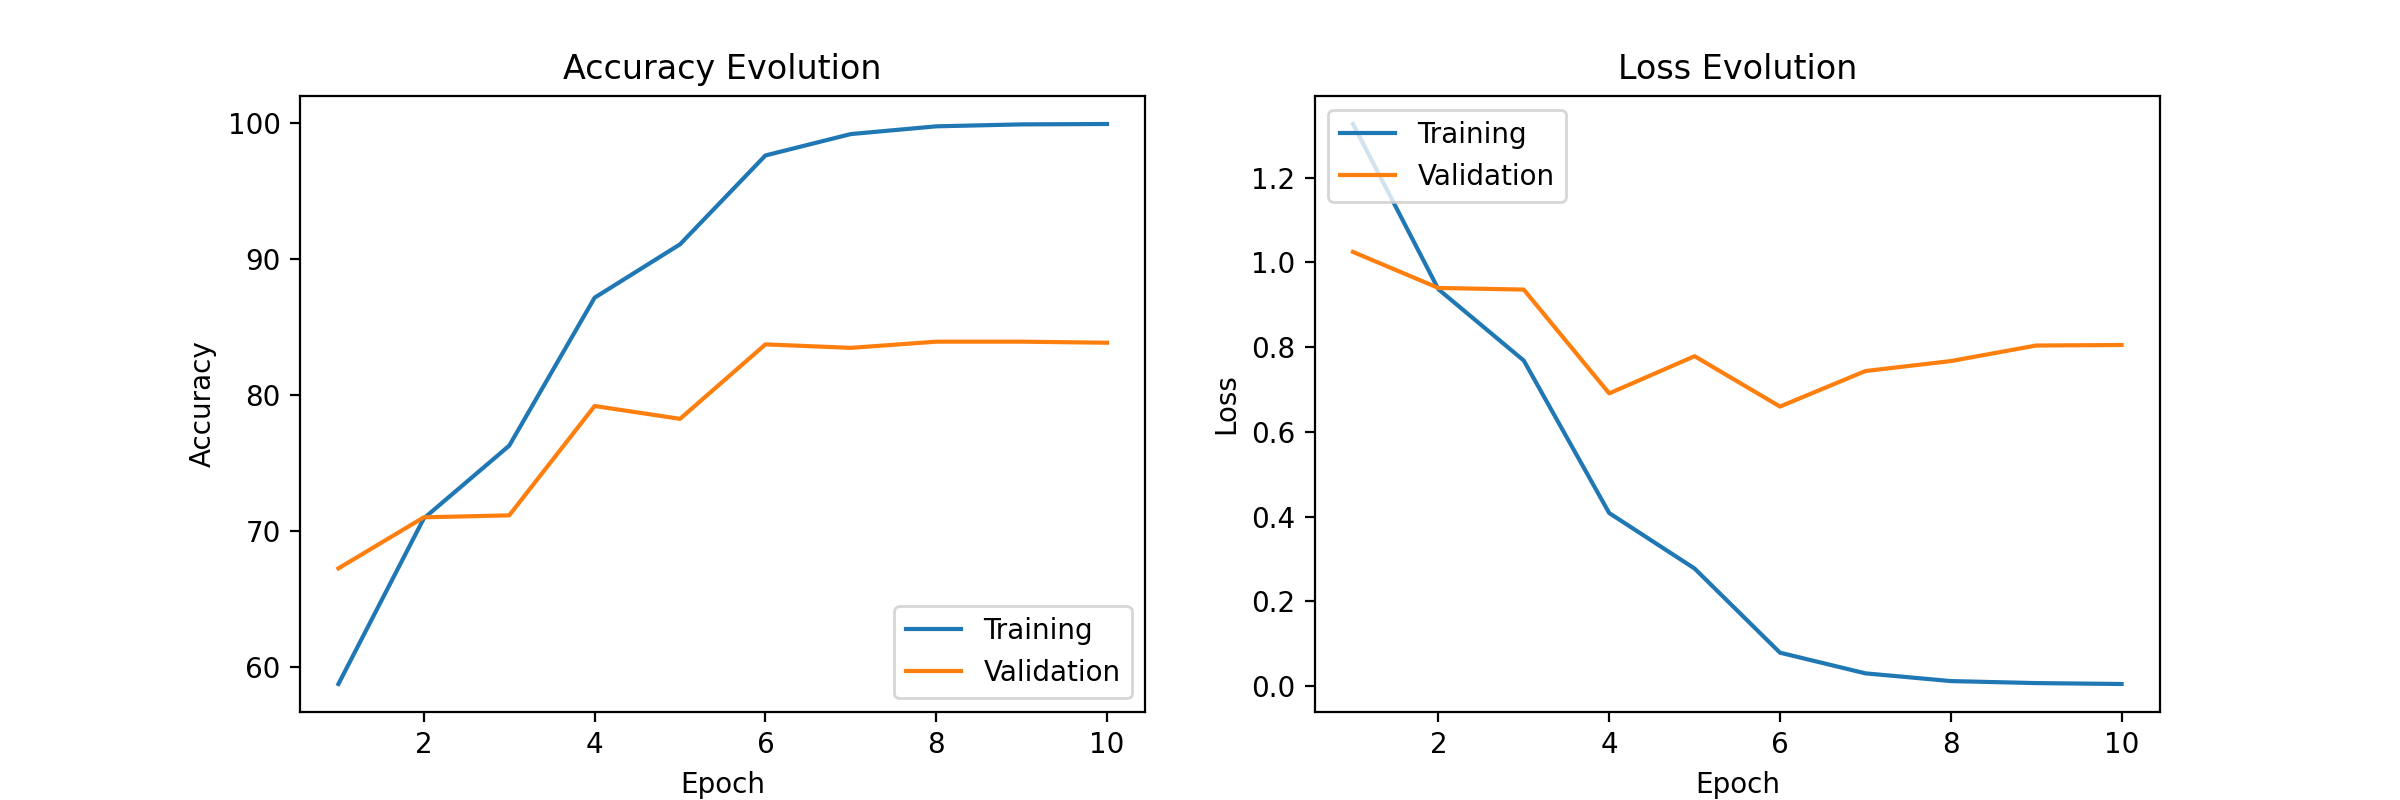 Accuracy Evolution
100
90
80
70
60
Accuracy
2 4 6 8 10
Epoch
Training
Validation
Loss Evolution
1.2
1.0
0.8
0.6
0.4
0.2
0.0
Loss
2 4 6 8 10
Epoch
Training
Validation